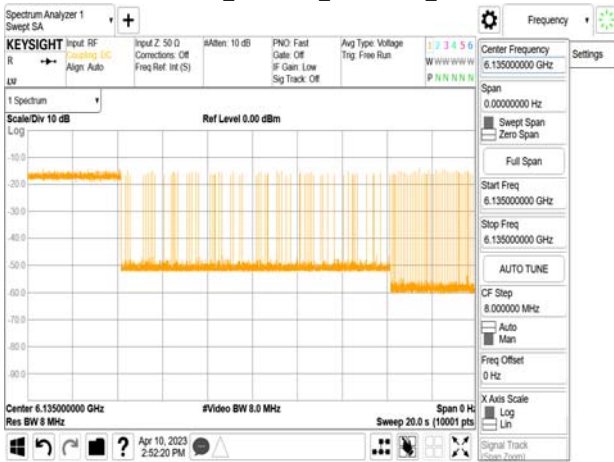 Spectrum Analyzer 1
Swept SA
Frequency
KEYSIGHT
R
Input: RF
Coupling: DC
Align: Auto
Input Z: 50 Ω
Corrections: Off
Freq Ref: Int (S)
#Atten: 10 dB
PNO: Fast
Gate: Off
IF Gain: Low
Sig Track: Off
Avg Type: Voltage
Trig: Free Run
1 2 3 4 5 6
W W W W W W
P N N N N N
1 Spectrum
Scale/Div 10 dB
Ref Level 0.00 dBm
Log
-10.0
-20.0
-30.0
-40.0
-50.0
-60.0
-70.0
-80.0
-90.0
Center 6.135000000 GHz
#Video BW 8.0 MHz
Span 0 Hz
Res BW 8 MHz
Sweep 20.0 s (10001 pts
Apr 10, 2023
2:52:20 PM
Center Frequency
6.135000000 GHz
Settings
Span
0.00000000 Hz
Swept Span
Zero Span
Full Span
Start Freq
6.135000000 GHz
Stop Freq
6.135000000 GHz
AUTO TUNE
CF Step
8.000000 MHz
Auto
Man
Freq Offset
0 Hz
X Axis Scale
Log
Lin
Signal Track
(Span Zoom)